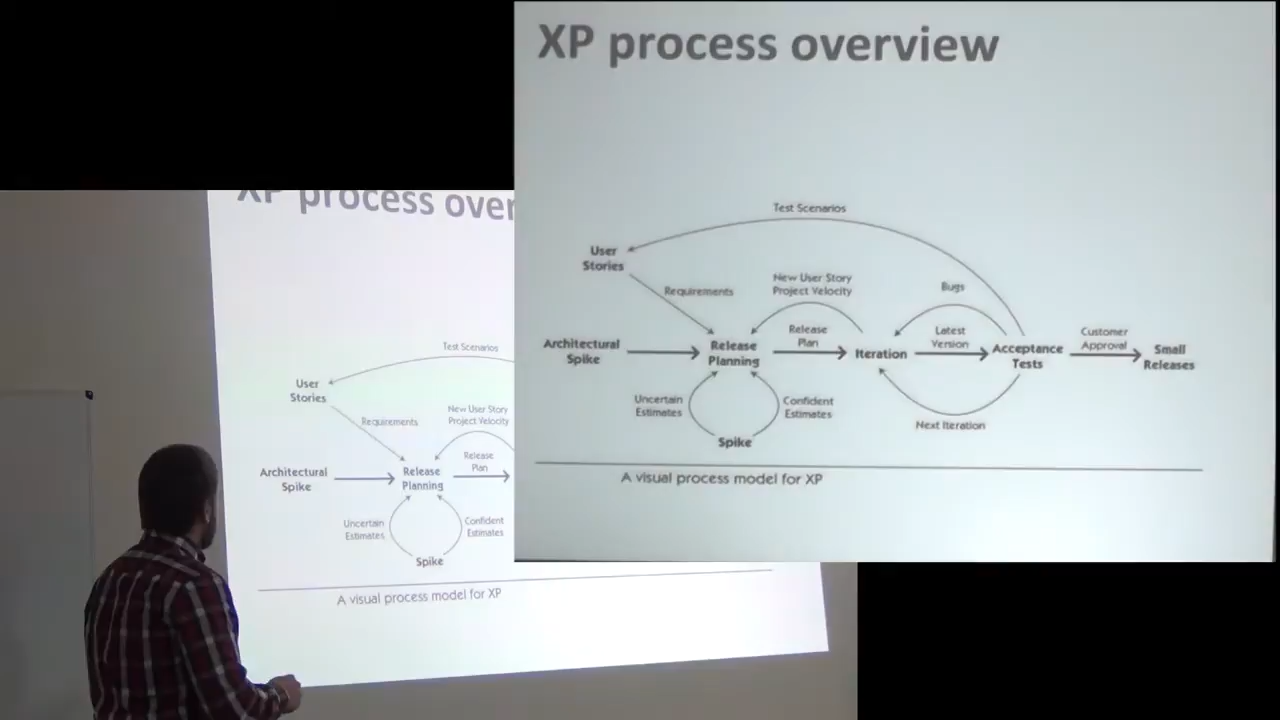 XP process overview
Test Scenarios
User
Stories
New User Story
Project Velocity
Requirements
Bugs
Architectural
Spike
Release
Planning
Release
Plan
Iteration
Latest
Version
Acceptance
Tests
Customer
Approval
Small
Releases
Uncertain
Estimates
Confident
Estimates
Spike
Next Iteration
A visual process model for XP
XP process over
Test Scenarios
User
Stories
New User Story
Project Velocity
Requirements
Architectural
Spike
Release
Planning
Release
Plan
Uncertain
Estimates
Confident
Estimates
Spike
A visual process model for XP